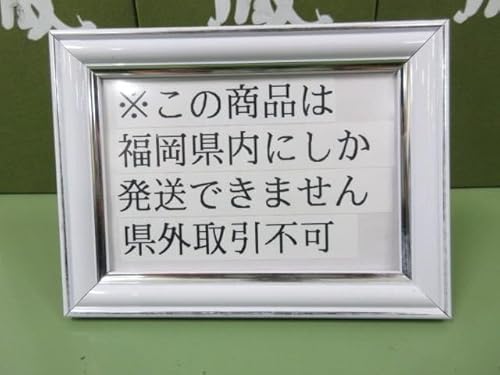 ※この商品は
福岡県内にしか
発送できません
県外取引不可